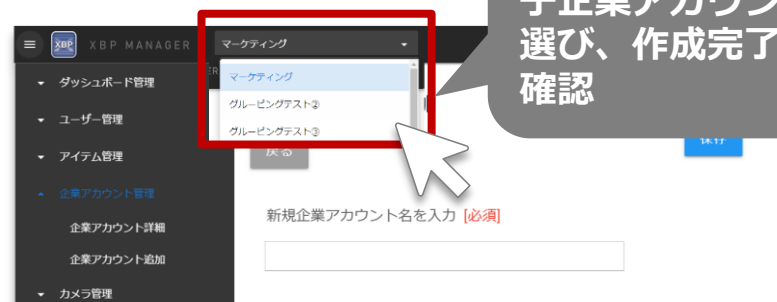 子企業アカウン
選び、作成完了
確認
XBP
XBP MANAGER
マーケティング
マーケティング
グルーピングテスト②
グルーピングテスト③
ダッシュボード管理
ユーザー管理
アイテム管理
企業アカウント管理
企業アカウント詳細
企業アカウント追加
カメラ管理
戻る
保存
新規企業アカウント名を入力 [必須]